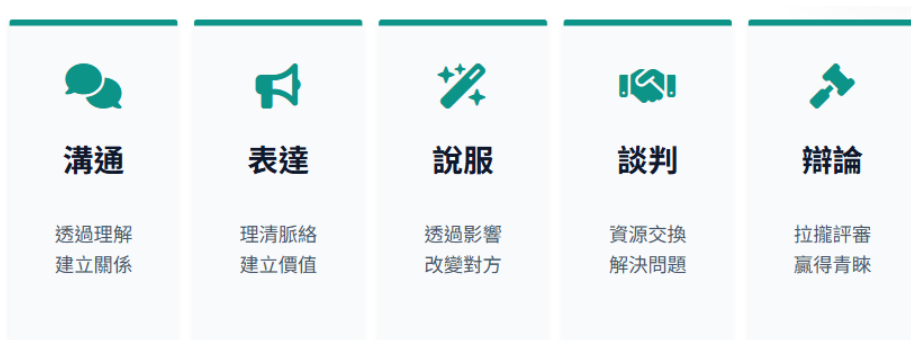 溝通
透過理解
建立關係
表達
理清脈絡
建立價值
說服
透過影響
改變對方
談判
資源交換
解決問題
辯論
拉攏評審
贏得青睞